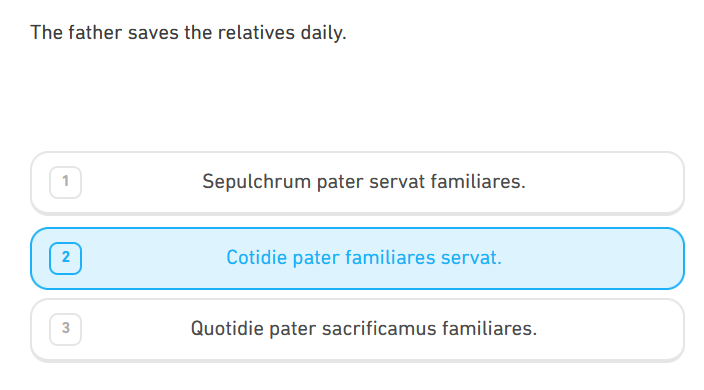 The father saves the relatives daily.
1 Sepulchrum pater servat familiares.
2 Cotidie pater familiares servat.
3 Quotidie pater sacrificamus familiares.